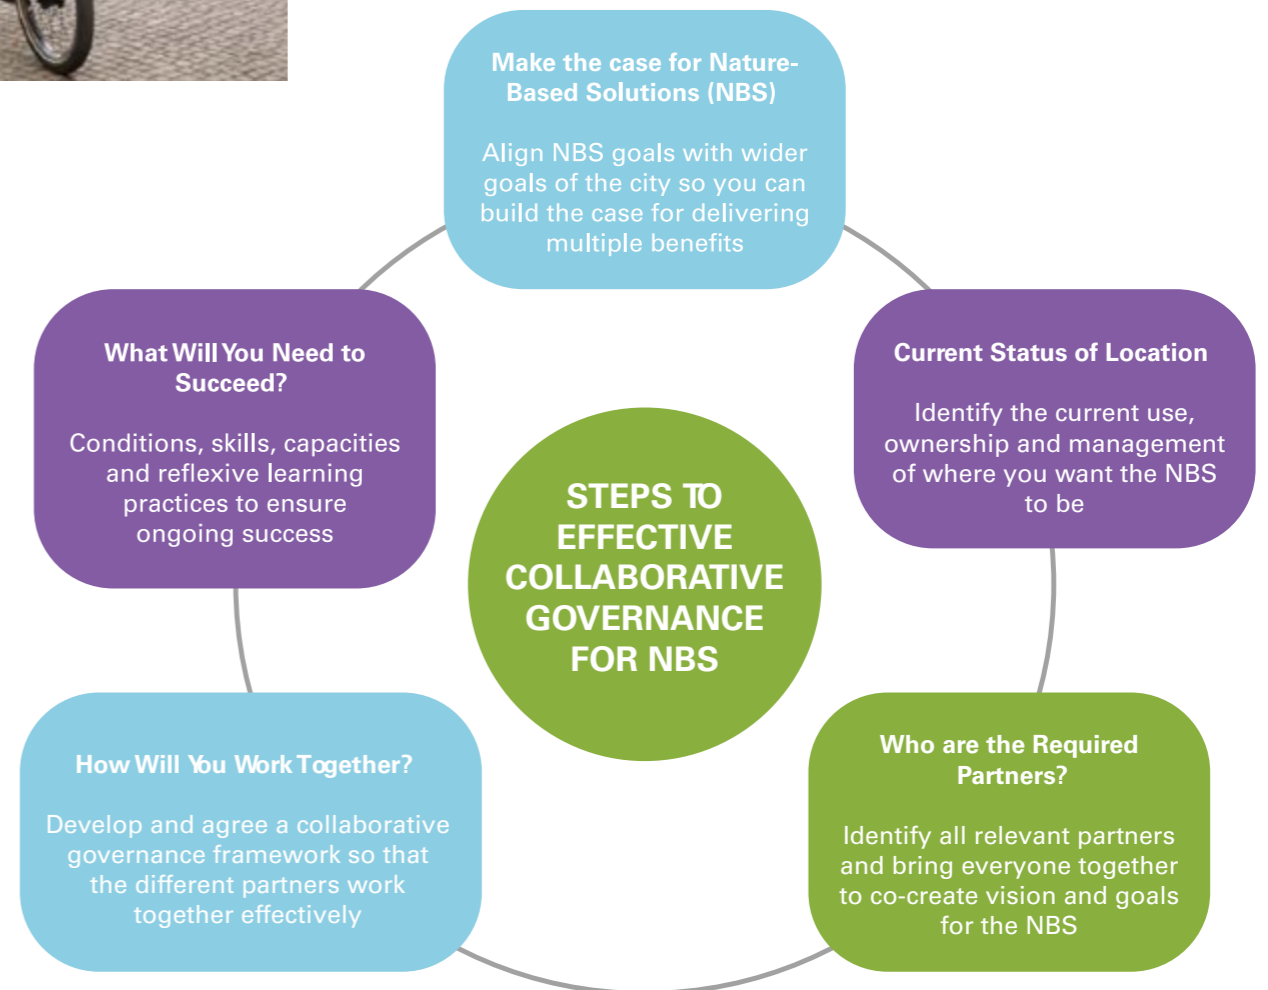 Make the case for Nature-
Based Solutions (NBS)
Align NBS goals with wider
goals of the city so you can
build the case for delivering
multiple benefits
Current Status of Location
Identify the current use,
ownership and management
of where you want the NBS
to be
Who are the Required
Partners?
Identify all relevant partners
and bring everyone together
to co-create vision and goals
for the NBS
How Will You Work Together?
Develop and agree a collaborative
governance framework so that
the different partners work
together effectively
What Will You Need to
Succeed?
Conditions, skills, capacities
and reflexive learning
practices to ensure
ongoing success
STEPS TO
EFFECTIVE
COLLABORATIVE
GOVERNANCE
FOR NBS